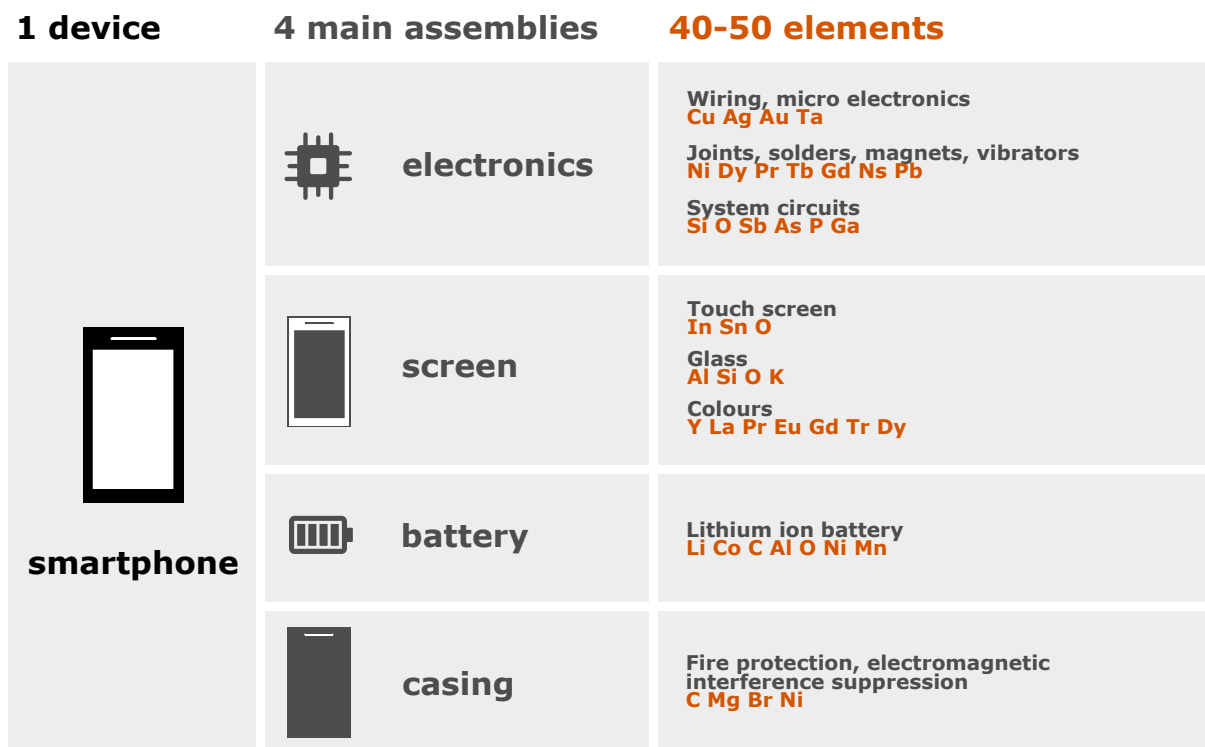 1 device
4 main assemblies
40-50 elements
smartphone
electronics
Wiring, micro electronics
Cu Ag Au Ta
Joints, solders, magnets, vibrators
Ni Dy Pr Tb Gd Ns Pb
System circuits
Si O Sb As P Ga
screen
Touch screen
In Sn O
Glass
Al Si O K
Colours
Y La Pr Eu Gd Tr Dy
battery
Lithium ion battery
Li Co C Al O Ni Mn
casing
Fire protection, electromagnetic
interference suppression
C Mg Br Ni